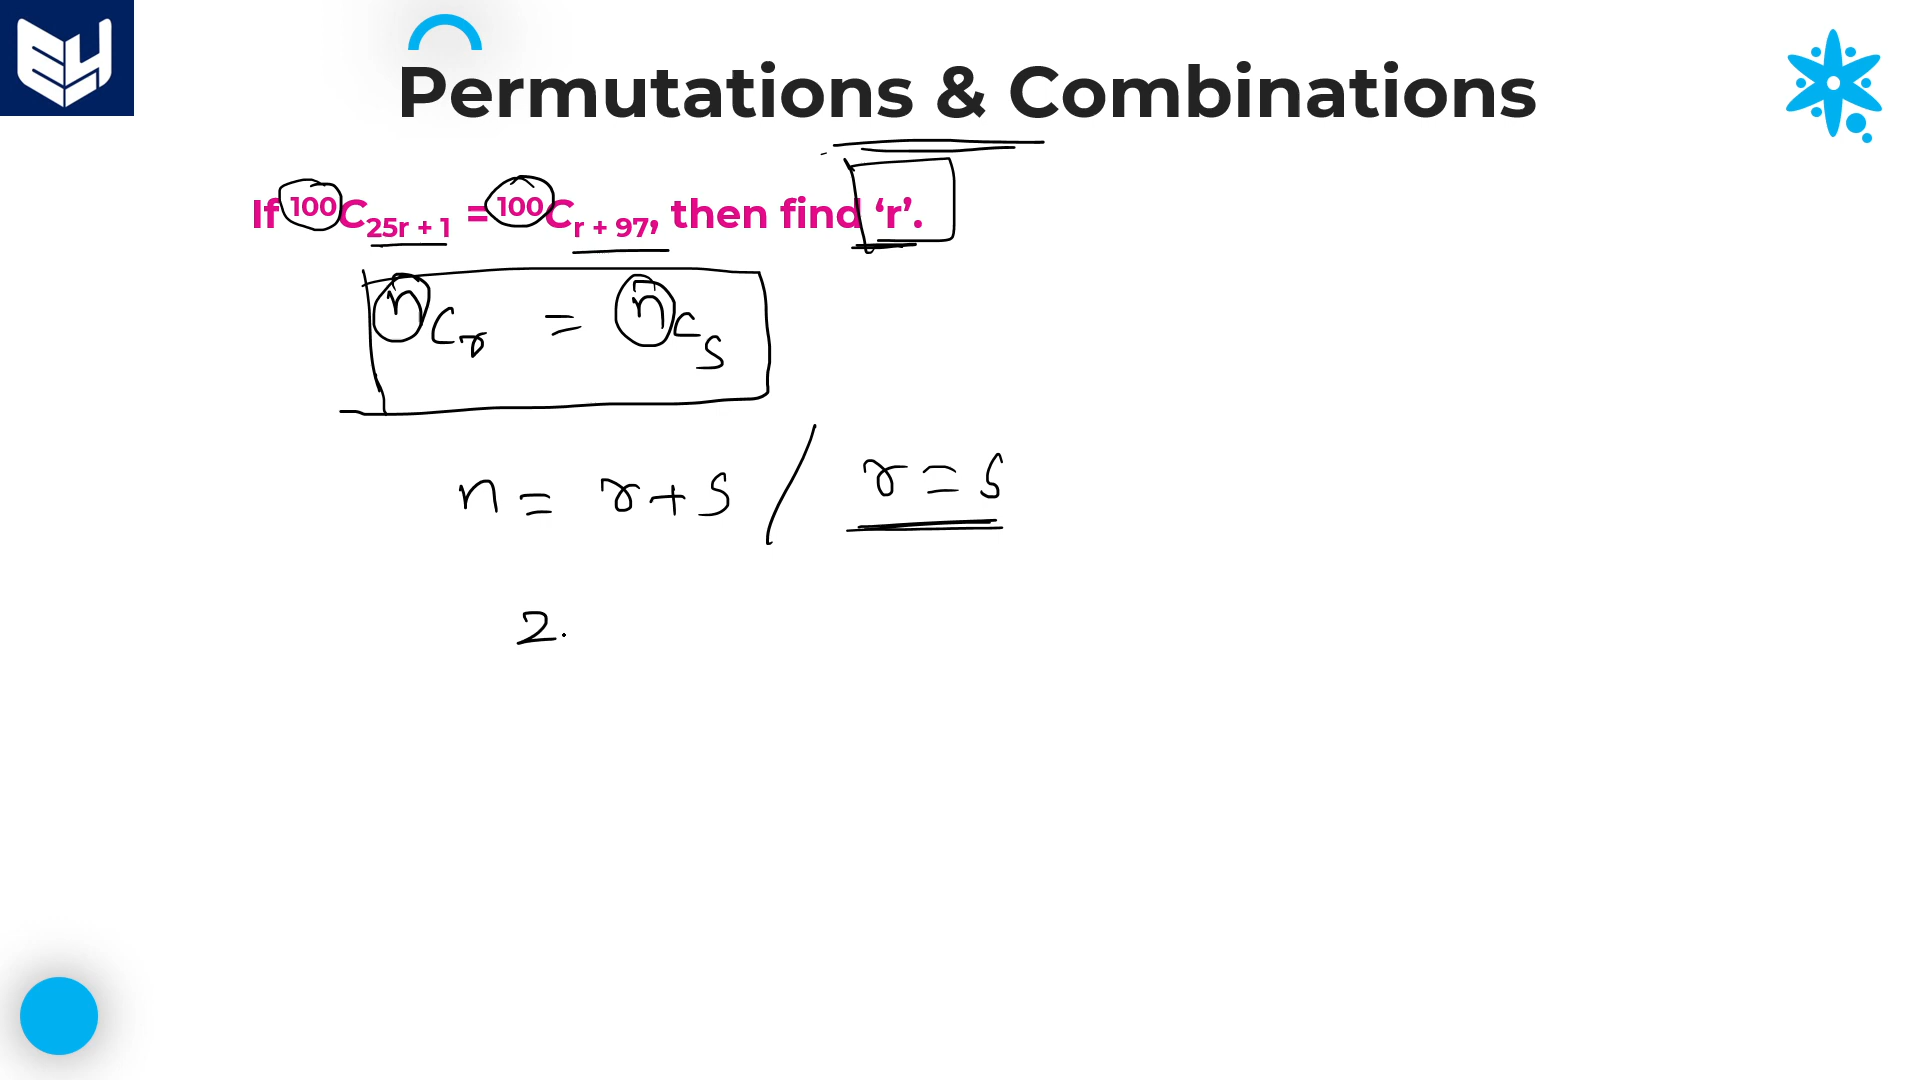 Permutations & Combinations
If ¹⁰⁰C₂₅ᵣ ₊ ₁ = ¹⁰⁰Cᵣ ₊ ₉₇, then find ‘r’.
ⁿCᵣ = ⁿCₛ
n = r+s / r=s
2.